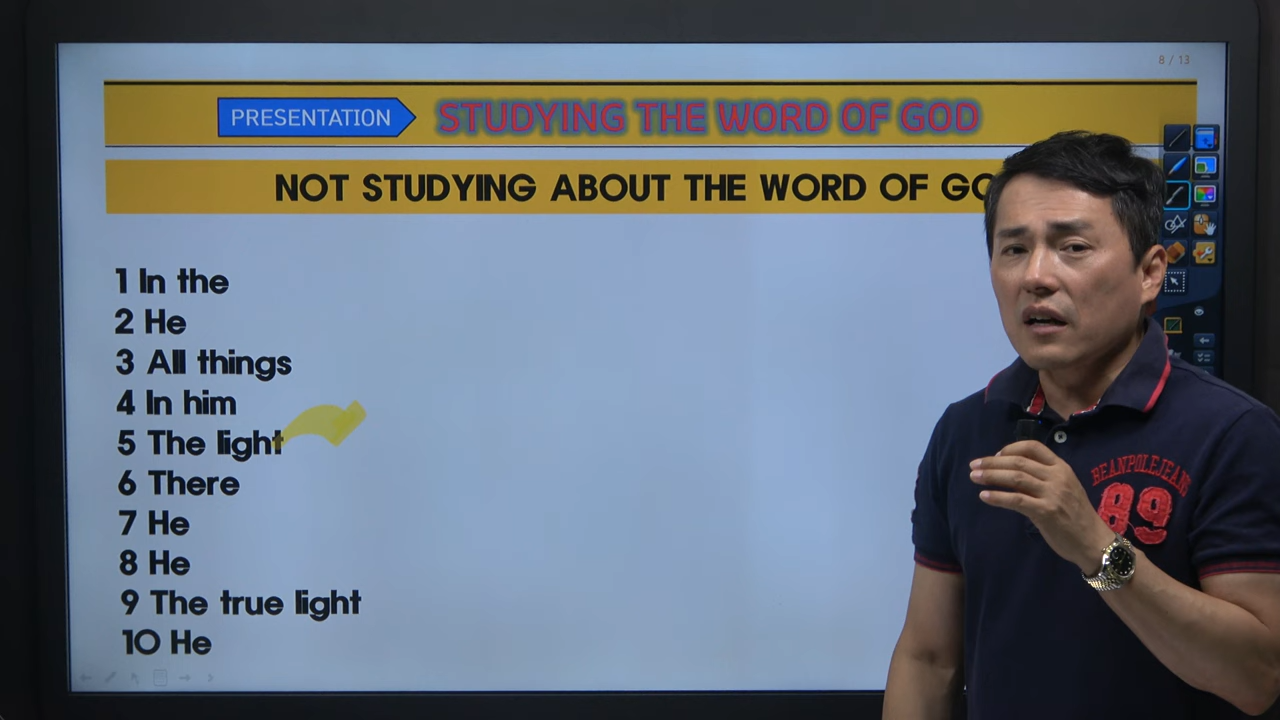 8 / 13
PRESENTATION
STUDYING THE WORD OF GOD
NOT STUDYING ABOUT THE WORD OF
1 In the
2 He
3 All things
4 In him
5 The light
6 There
7 He
8 He
9 The true light
10 He
BEANPOLEJEANS
89